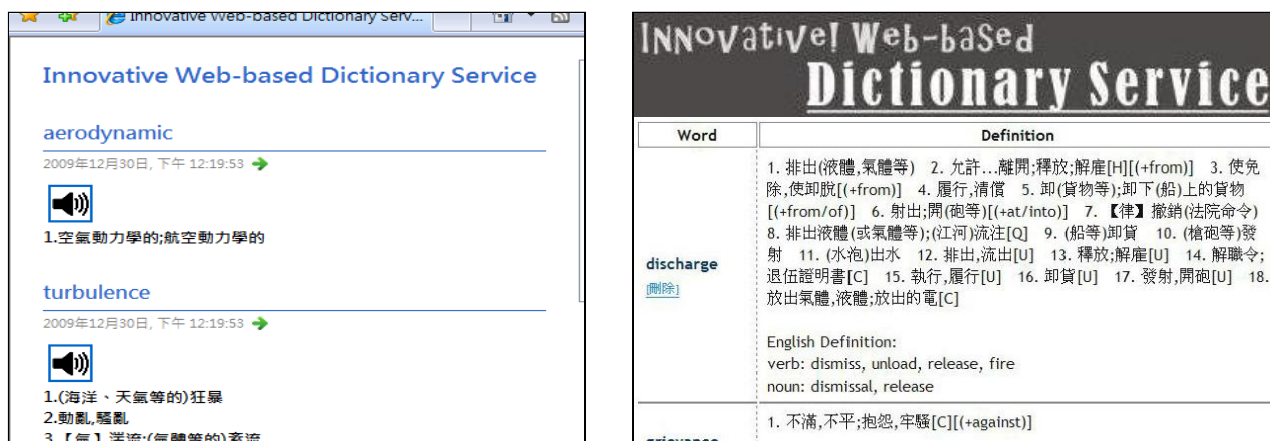 Innovative Web-based Dictionary Serv...
Innovative Web-based Dictionary Service
aerodynamic
2009年12月30日, 下午 12:19:53
1.空氣動力學的;航空動力學的
turbulence
2009年12月30日, 下午 12:19:53
1.(海洋、天氣等的)狂暴
2.動亂,騷亂
3.【氣】湍流;(氣體等的)紊流
Innovative! Web-baSed
Dictionary Service
Word Definition
1. 排出(液體,氣體等) 2. 允許...離開;釋放;解雇[H][(+from)] 3. 使免
除,使卸脫[(+from)] 4. 履行,清償 5. 卸(貨物等);卸下(船)上的貨物
[(+from/of)] 6. 射出;開(砲等)[(+at/into)] 7. 【律】撤銷(法院命令)
8. 排出液體(或氣體等);(江河)流注[Q] 9. (船等)卸貨 10. (槍砲等)發
射 11. (水泡)出水 12. 排出,流出[U] 13. 釋放;解雇[U] 14. 解職令;
退伍證明書[C] 15. 執行,履行[U] 16. 卸貨[U] 17. 發射,開砲[U] 18.
放出氣體,液體;放出的電[C]
discharge
[刪除]
English Definition:
verb: dismiss, unload, release, fire
noun: dismissal, release
1. 不滿,不平;抱怨,牢騷[C][(+against)]
grievance